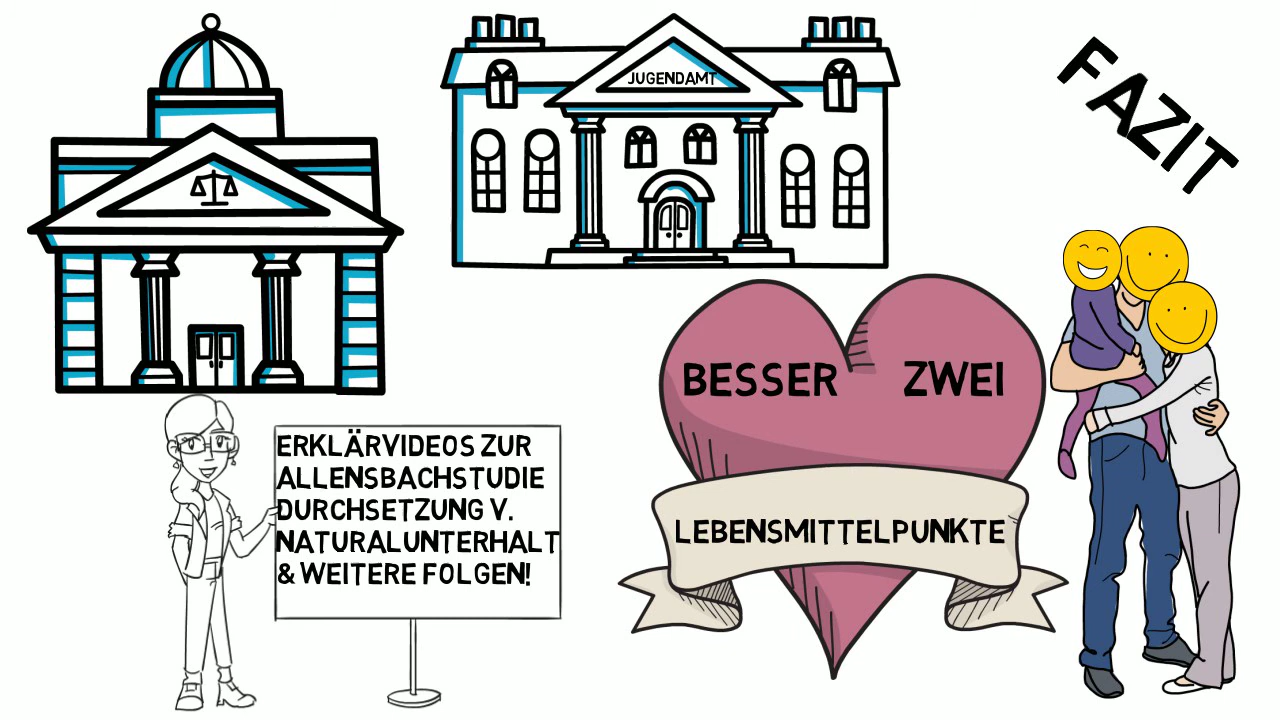 JUGENDAMT
FAZIT
BESSER ZWEI
LEBENSMITTELPUNKTE
ERKLÄRVIDEOS ZUR
ALLENSBACHSTUDIE
DURCHSETZUNG V.
NATURALUNTERHALT
& WEITERE FOLGEN!